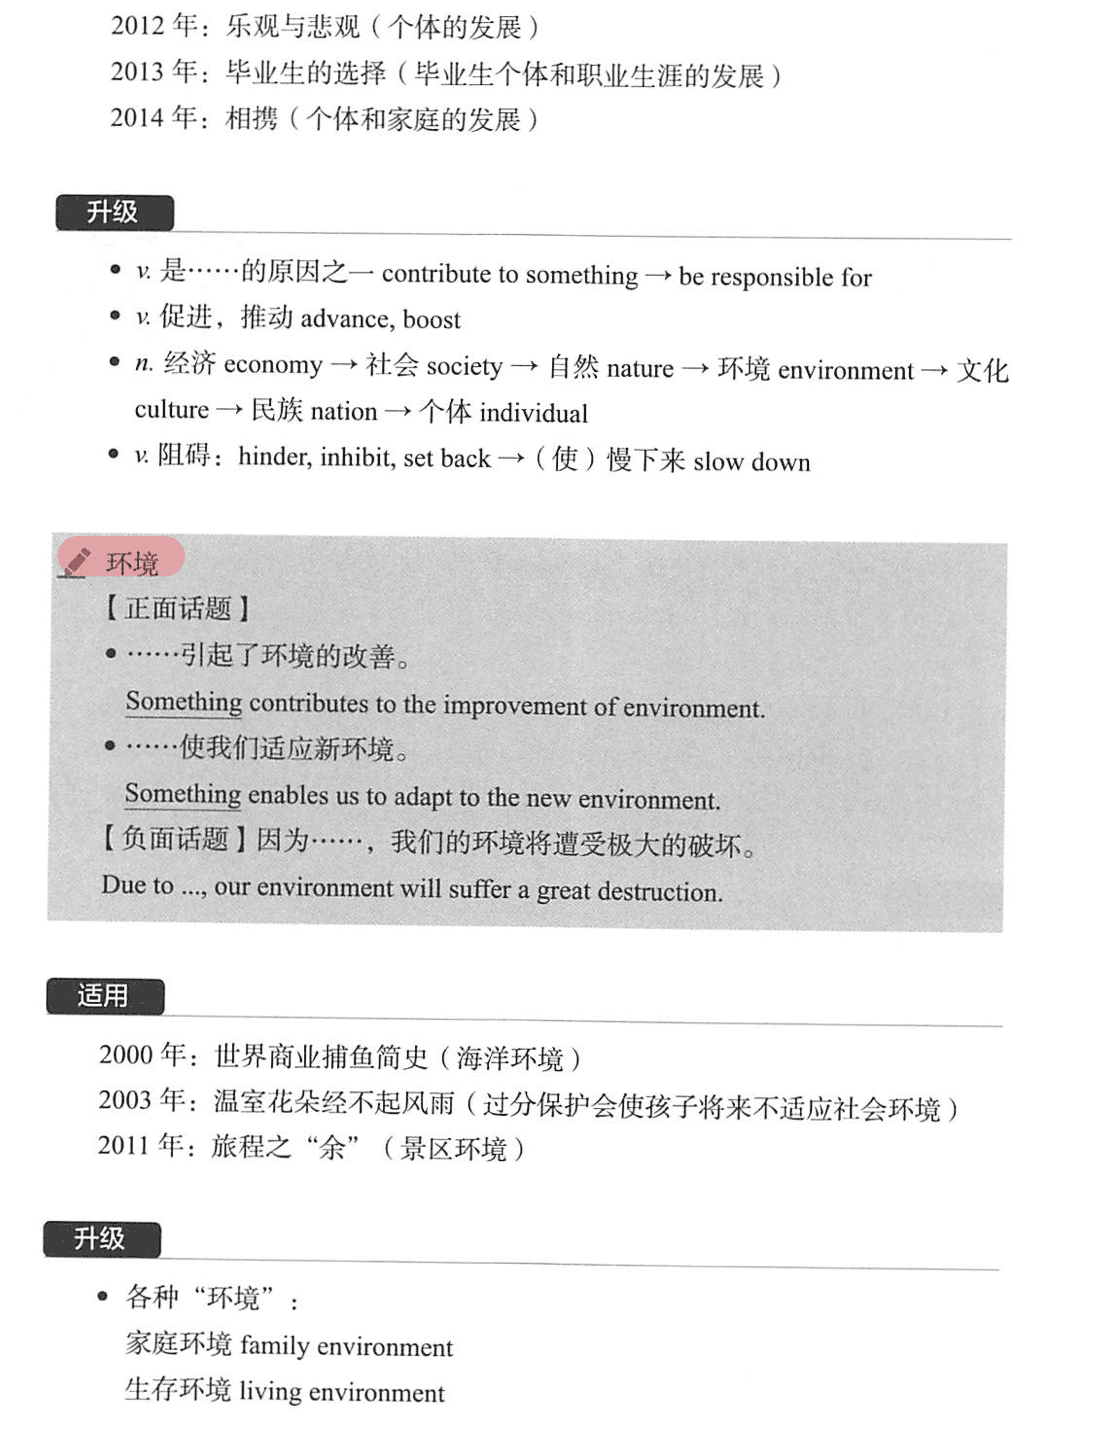 2012 年：乐观与悲观（个体的发展）
2013 年：毕业生的选择（毕业生个体和职业生涯的发展）
2014 年：相携（个体和家庭的发展）
升级
• v. 是……的原因之一 contribute to something → be responsible for
• v. 促进，推动 advance, boost
• n. 经济 economy → 社会 society → 自然 nature → 环境 environment → 文化
culture → 民族 nation → 个体 individual
• v. 阻碍：hinder, inhibit, set back →（使）慢下来 slow down
环境
【正面话题】
• ……引起了环境的改善。
Something contributes to the improvement of environment.
• ……使我们适应新环境。
Something enables us to adapt to the new environment.
【负面话题】因为……，我们的环境将遭受极大的破坏。
Due to ..., our environment will suffer a great destruction.
适用
2000 年：世界商业捕鱼简史（海洋环境）
2003 年：温室花朵经不起风雨（过分保护会使孩子将来不适应社会环境）
2011 年：旅程之“余”（景区环境）
升级
• 各种“环境”：
家庭环境 family environment
生存环境 living environment